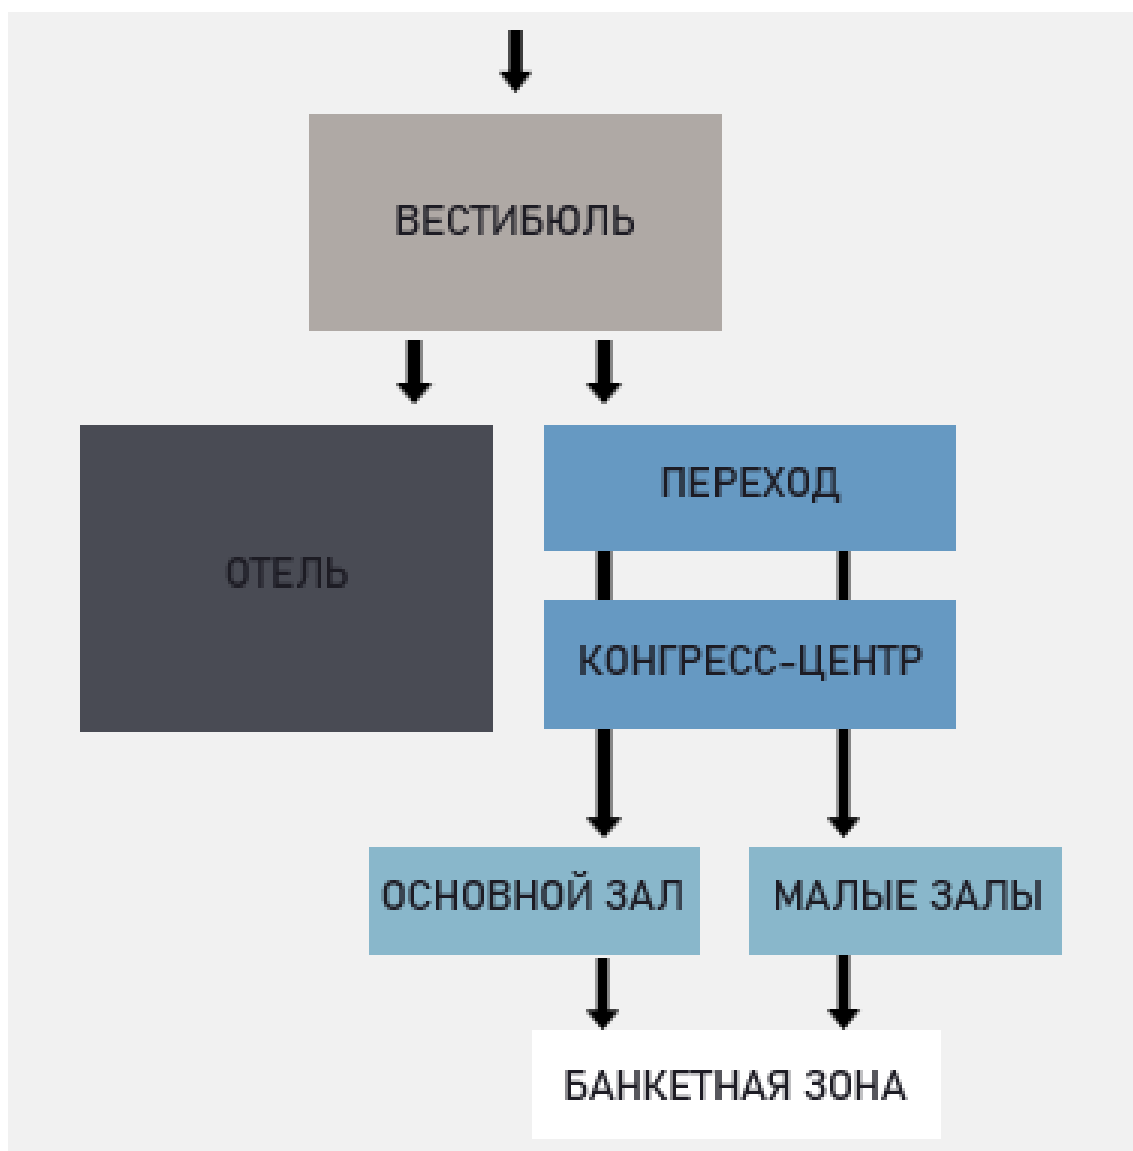 ВЕСТИБЮЛЬ
ОТЕЛЬ
ПЕРЕХОД
КОНГРЕСС-ЦЕНТР
ОСНОВНОЙ ЗАЛ
МАЛЫЕ ЗАЛЫ
БАНКЕТНАЯ ЗОНА